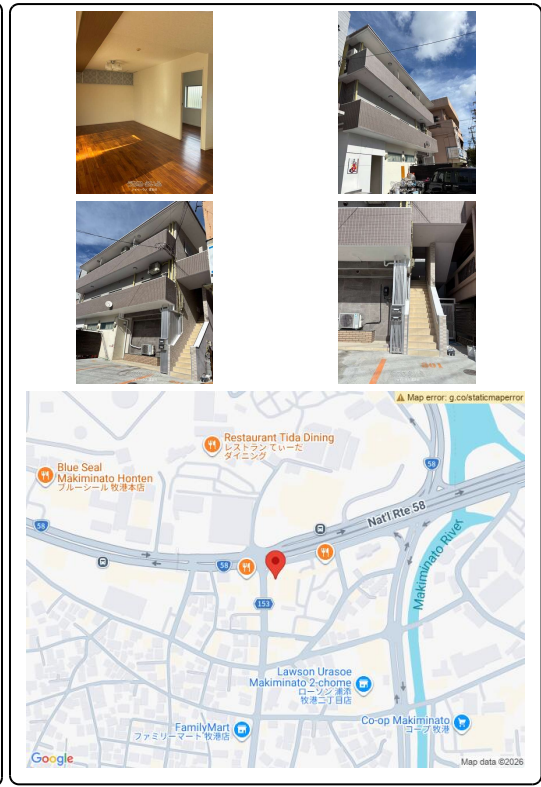 Map error: g.co/staticmaperror
Restaurant Tida Dining
レストラン てぃーだ
ダイニング
Blue Seal
Makiminato Honten
ブルーシール 牧港本店
58
58
Nat'l Rte 58
58
58
Makiminato River
153
Lawson Urasoe
Makiminato 2-chome
ローソン 浦添
牧港二丁目店
FamilyMart
ファミリーマート 牧港店
Co-op Makiminato
コープ 牧港
Google
Map data ©2026